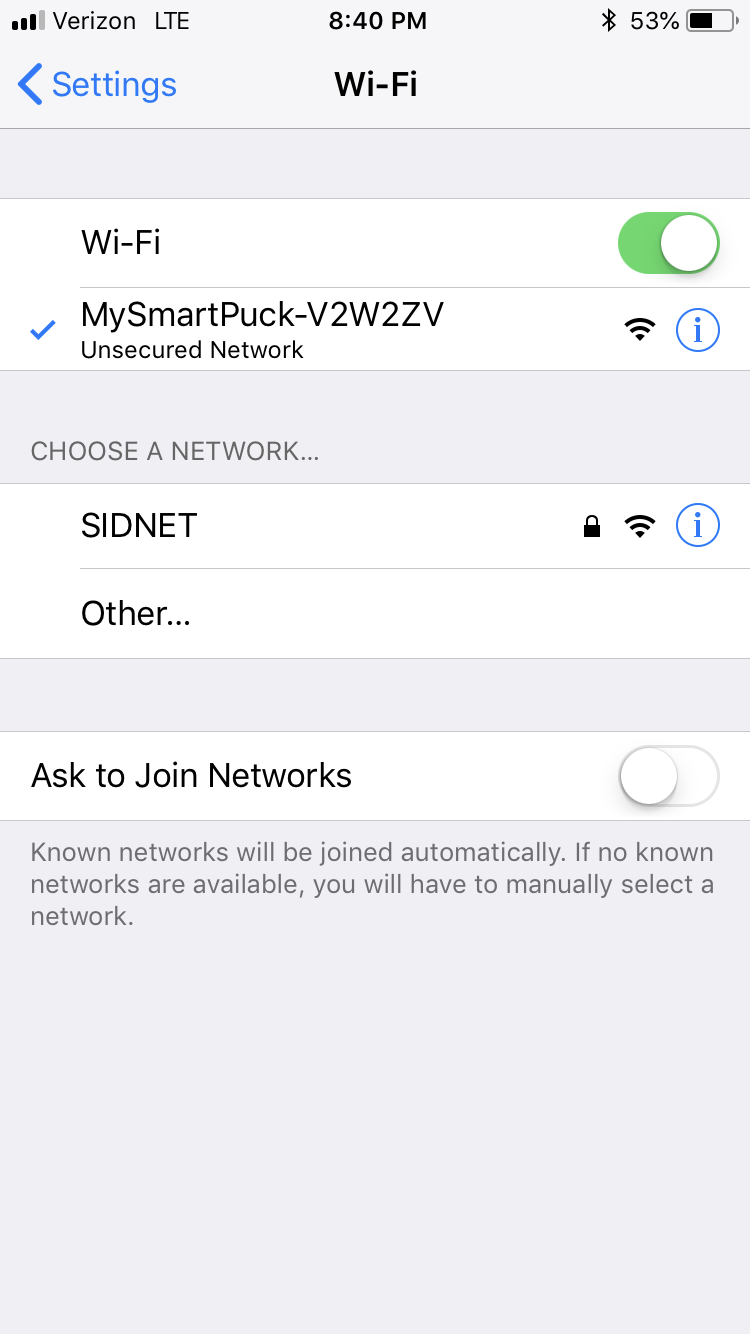 Verizon LTE 8:40 PM 53%
Settings Wi-Fi
Wi-Fi
MySmartPuck-V2W2ZV
Unsecured Network
CHOOSE A NETWORK...
SIDNET
Other...
Ask to Join Networks
Known networks will be joined automatically. If no known
networks are available, you will have to manually select a
network.